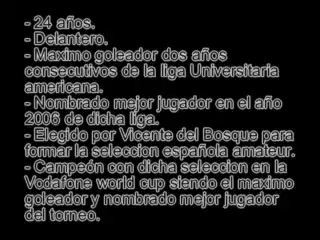 - 24 años.
- Delantero.
- Maximo goleador dos años
consecutivos de la liga Universitaria
americana.
- Nombrado mejor jugador en el año
2006 de dicha liga.
- Elegido por Vicente del Bosque para
formar la seleccion española amateur.
- Campeón con dicha seleccion en la
Vodafone world cup siendo el maximo
goleador y nombrado mejor jugador
del torneo.